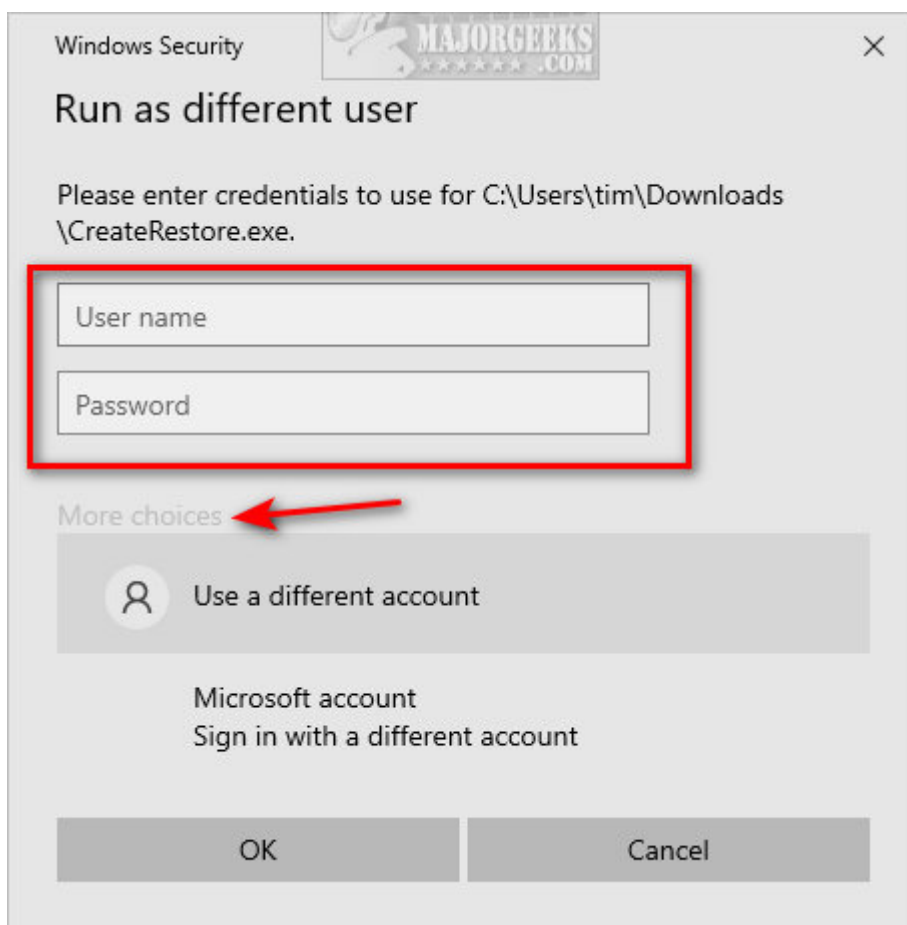 MAJORGEEKS
.COM
Windows Security
Run as different user
Please enter credentials to use for C:\Users\tim\Downloads
\CreateRestore.exe.
User name
Password
More choices
Use a different account
Microsoft account
Sign in with a different account
OK
Cancel